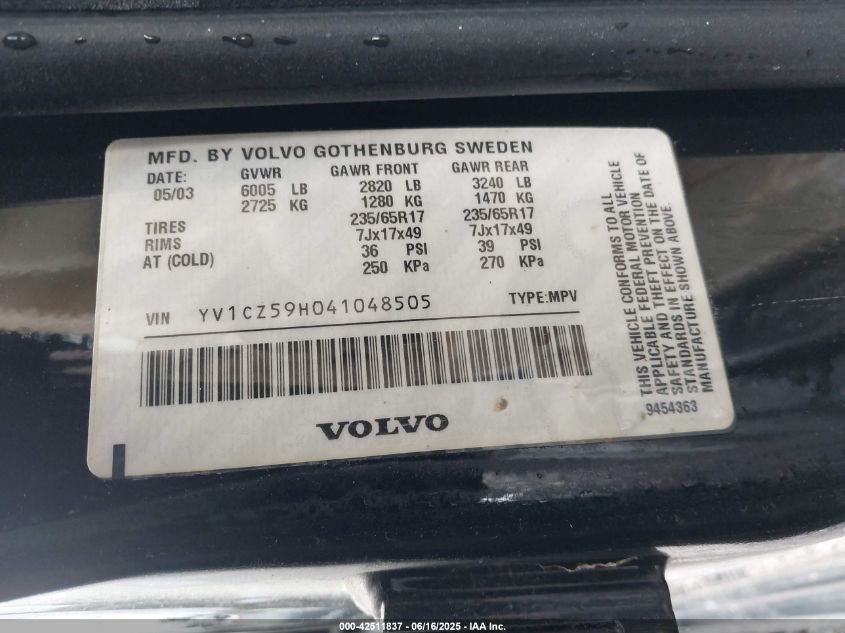 MFD. BY VOLVO GOTHENBURG SWEDEN
DATE: GVWR GAWR FRONT GAWR REAR
05/03 6005 LB 2820 LB 3240 LB
2725 KG 1280 KG 1470 KG
TIRES 235/65R17 235/65R17
RIMS 7Jx17x49 7Jx17x49
AT (COLD) 36 PSI 39 PSI
250 KPa 270 KPa
VIN YV1CZ59H041048505 TYPE:MPV
VOLVO
THIS VEHICLE CONFORMS TO ALL
APPLICABLE FEDERAL MOTOR VEHICLE
SAFETY AND THEFT PREVENTION
STANDARDS IN EFFECT ON THE DATE OF
MANUFACTURE SHOWN ABOVE.
9454363
000-42511837 - 06/16/2025 - IAA, Inc.